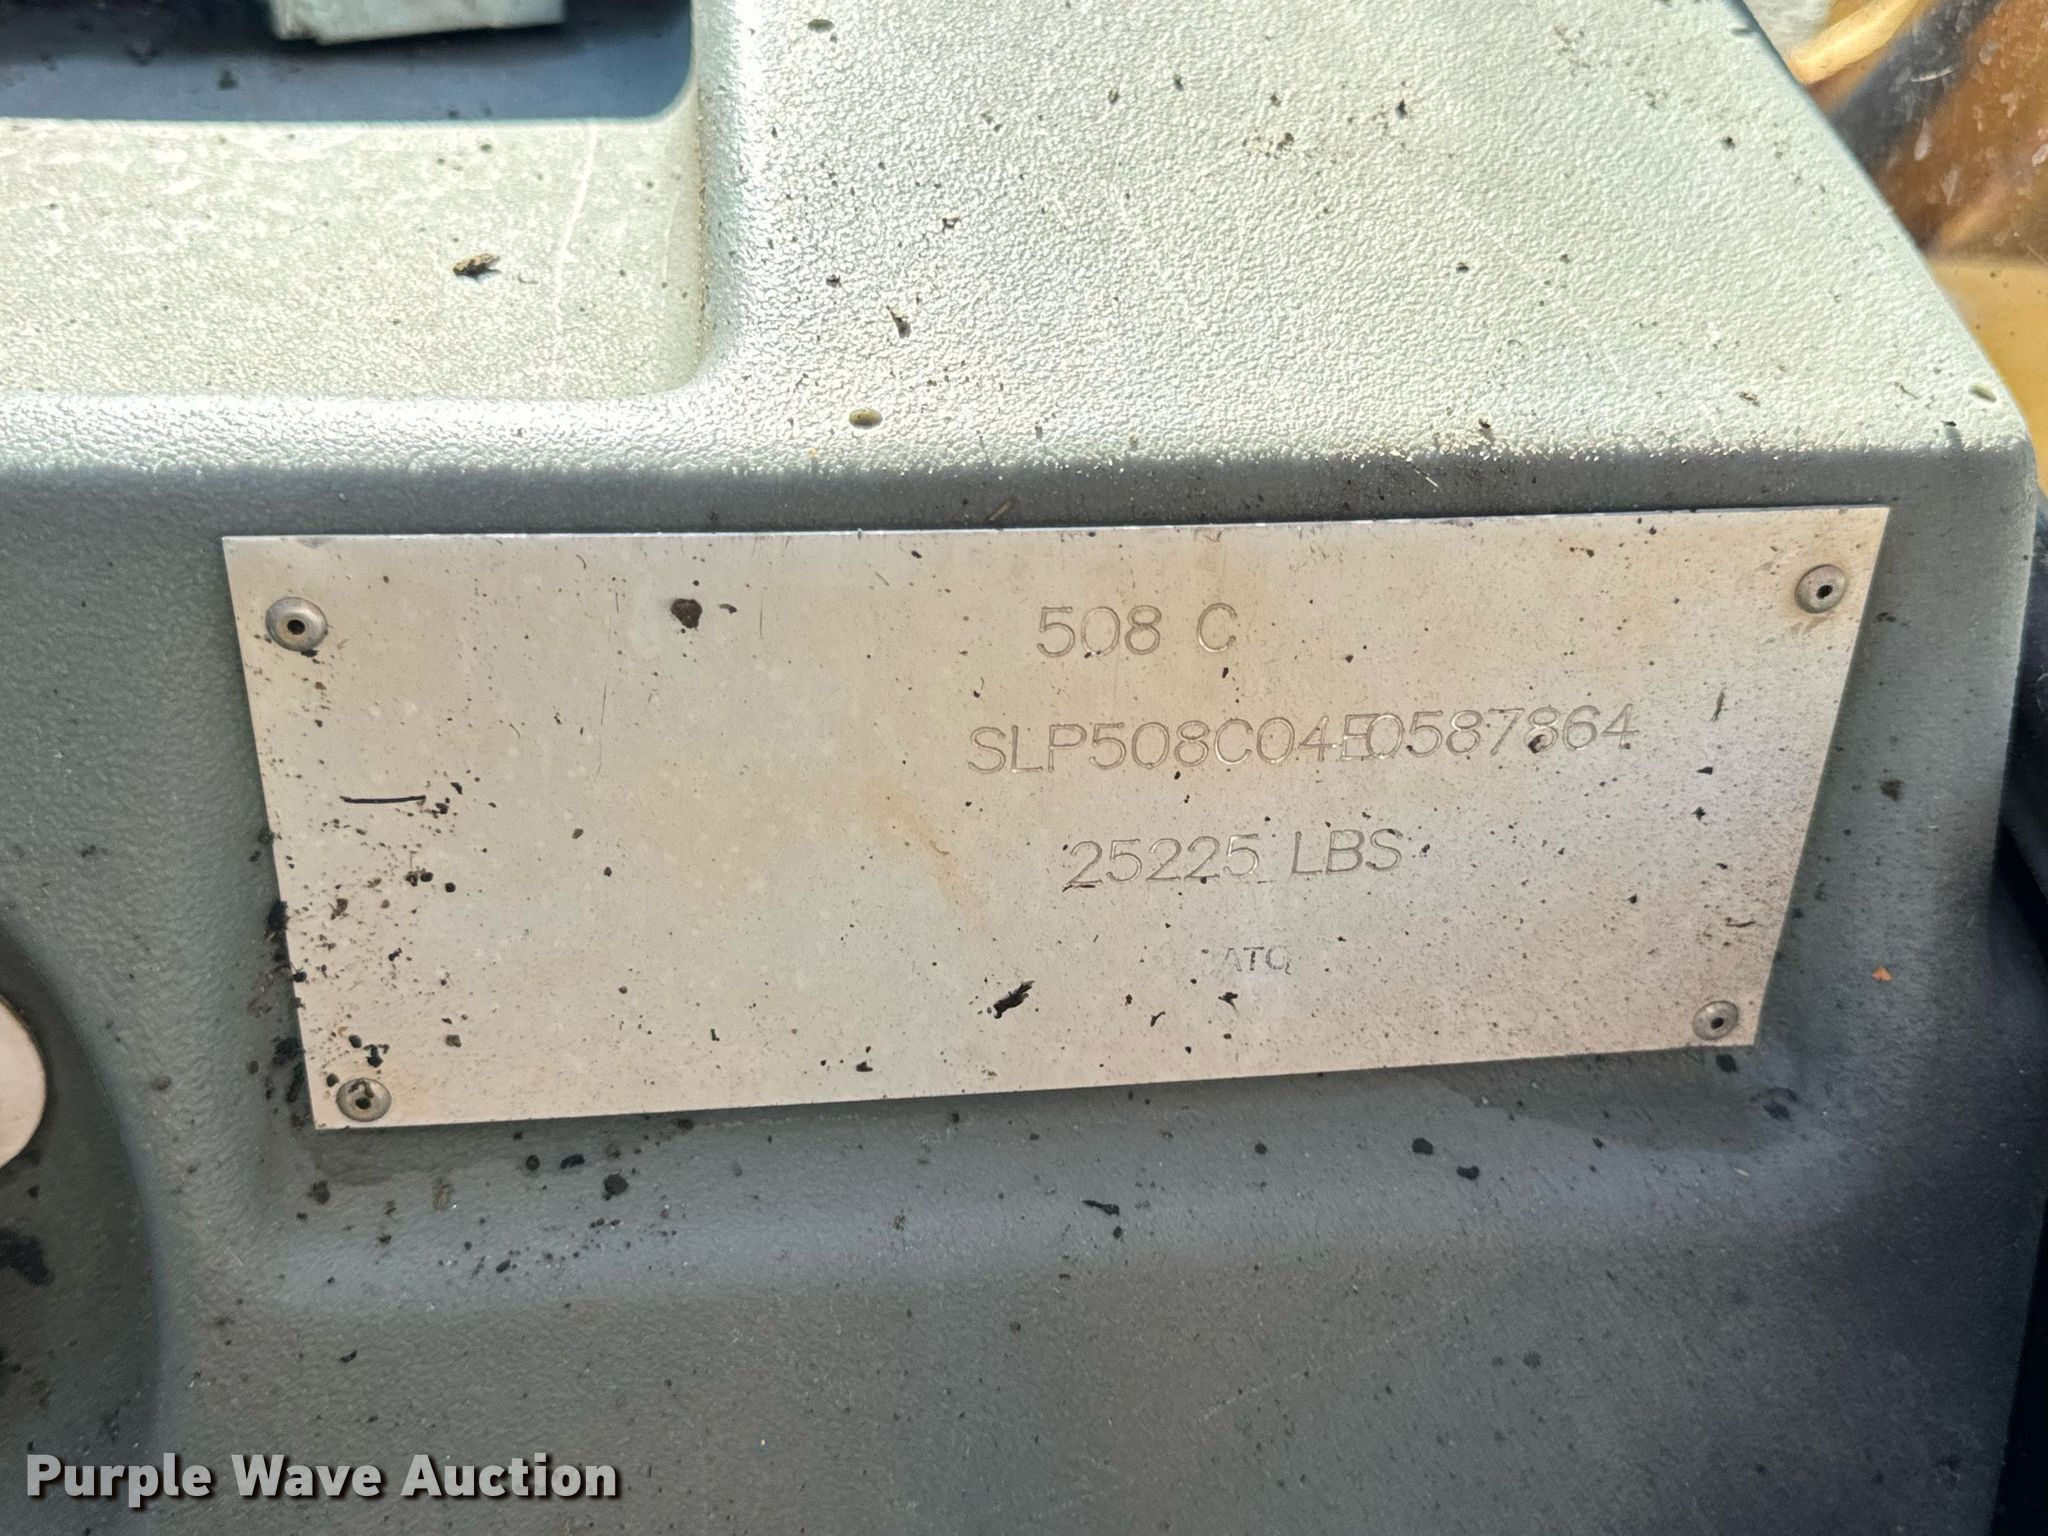 508 C
SLP508C04E0587864
25225 LBS
Purple Wave Auction